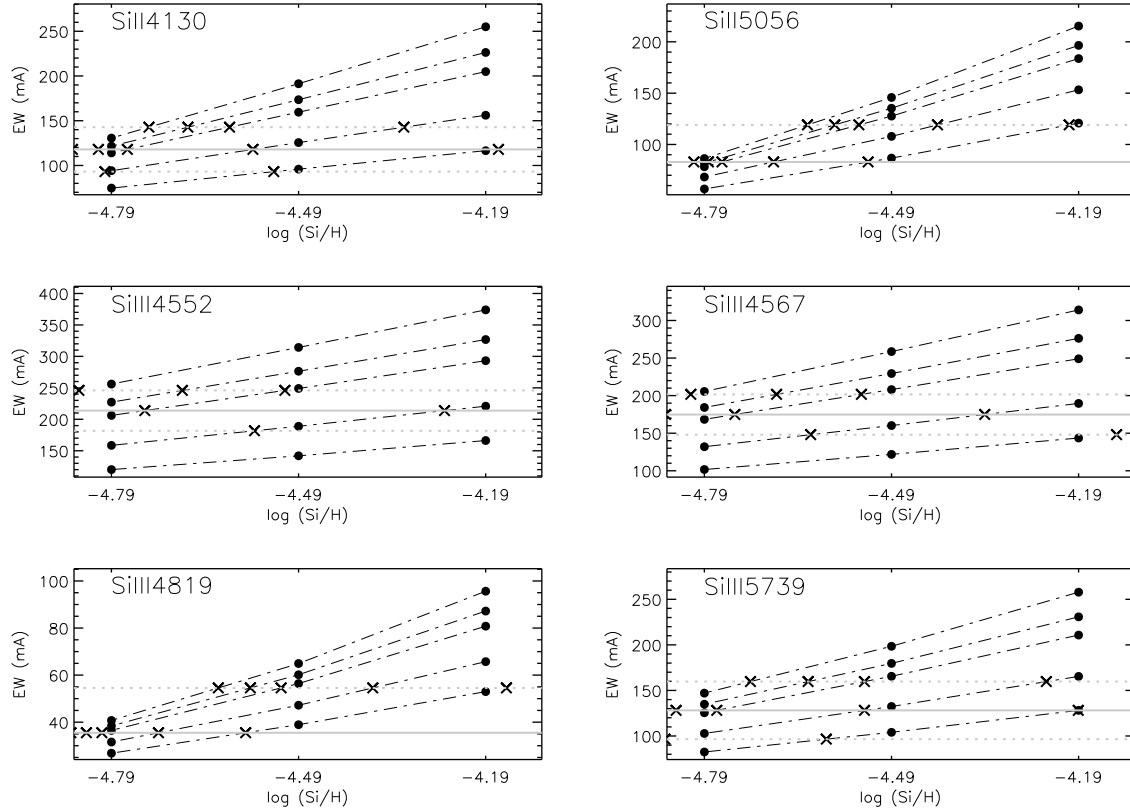 SiII4130
EW (mA)
250
200
150
100
−4.79
−4.49
−4.19
log (Si/H)
SiII5056
EW (mA)
200
150
100
−4.79
−4.49
−4.19
log (Si/H)
SiIII4552
EW (mA)
400
350
300
250
200
150
−4.79
−4.49
−4.19
log (Si/H)
SiIII4567
EW (mA)
300
250
200
150
100
−4.79
−4.49
−4.19
log (Si/H)
SiIII4819
EW (mA)
100
80
60
40
−4.79
−4.49
−4.19
log (Si/H)
SiIII5739
EW (mA)
250
200
150
100
−4.79
−4.49
−4.19
log (Si/H)